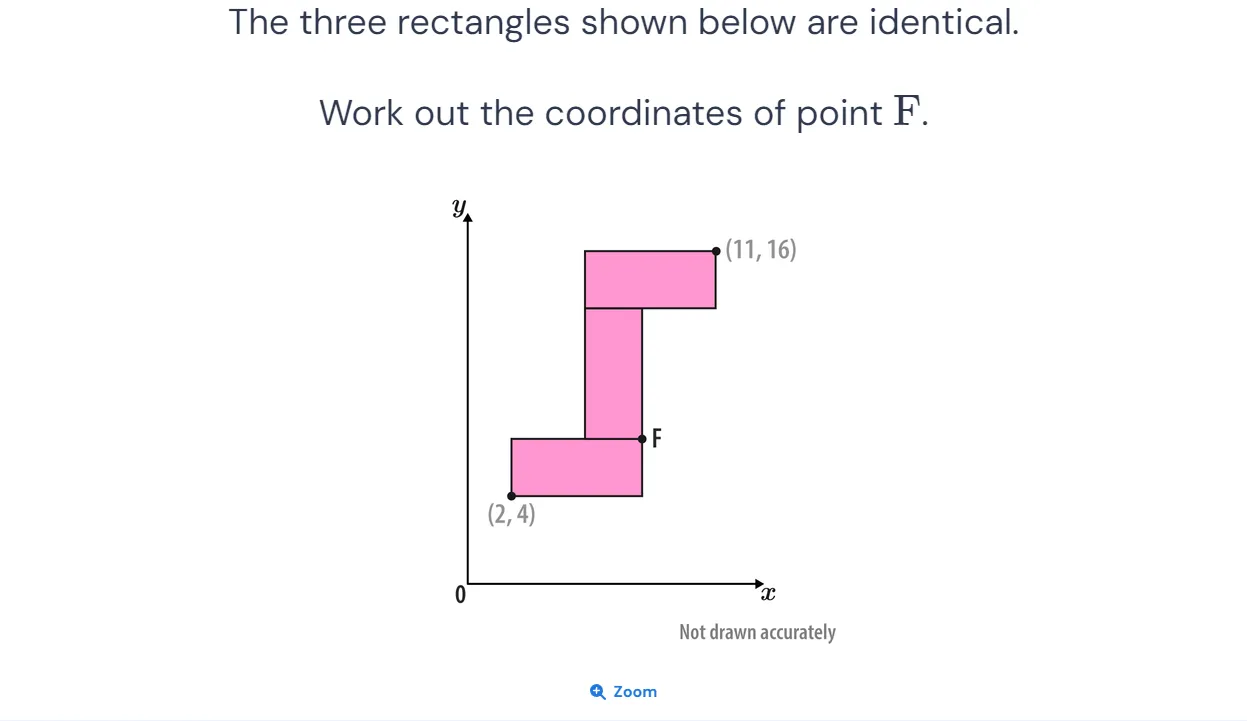 The three rectangles shown below are identical.
Work out the coordinates of point F.
y
(11, 16)
F
(2, 4)
0
x
Not drawn accurately
Zoom